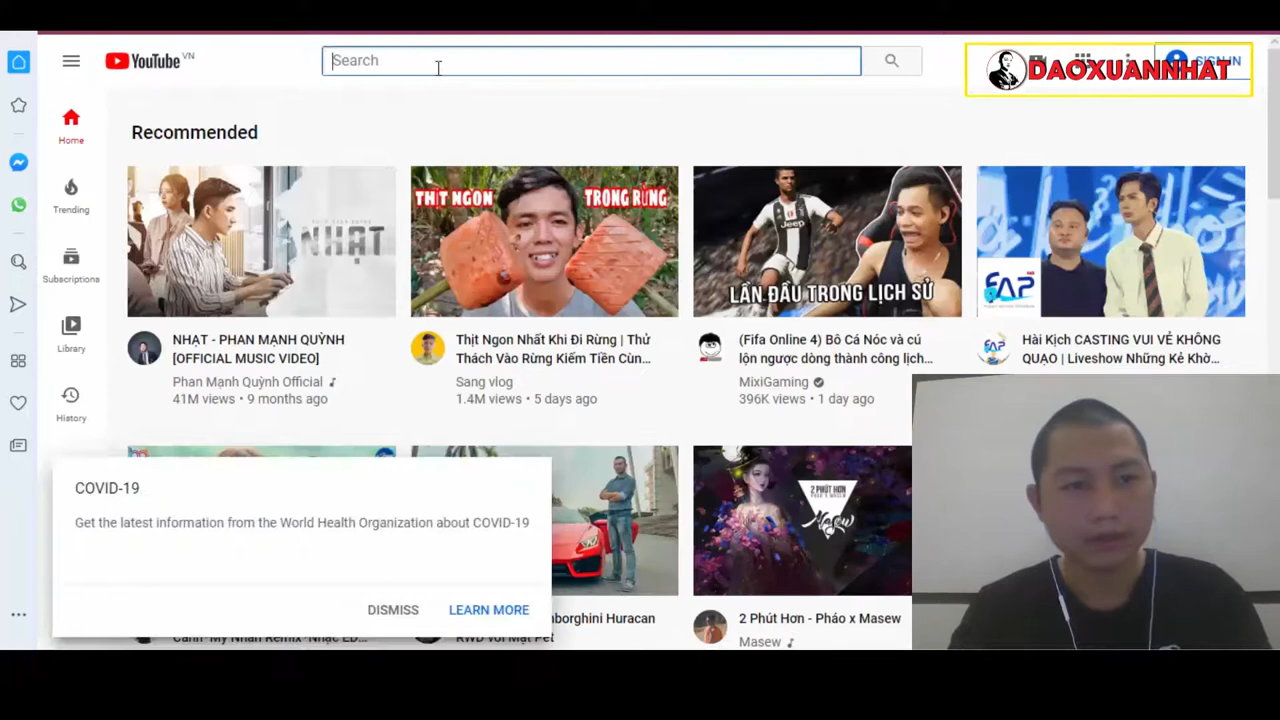 YouTube VN
Search
SIGN IN
DAOXUANNHAT
Home
Trending
Subscriptions
Library
History
Recommended
NHẠT
THỊT NGON TRONG RỪNG
LẦN ĐẦU TRONG LỊCH SỬ
FAP
NHẠT - PHAN MẠNH QUỲNH
[OFFICIAL MUSIC VIDEO]
Phan Mạnh Quỳnh Official
41M views • 9 months ago
Thịt Ngon Nhất Khi Đi Rừng | Thử
Thách Vào Rừng Kiếm Tiền Cùn...
Sang vlog
1.4M views • 5 days ago
(Fifa Online 4) Bô Cá Nóc và cú
lộn ngược dòng thành công lịch...
MixiGaming
396K views • 1 day ago
Hài Kịch CASTING VUI VẺ KHÔNG
QUẠO | Liveshow Những Kẻ Khờ...
COVID-19
Get the latest information from the World Health Organization about COVID-19
DISMISS
LEARN MORE
2 PHÚT HƠN
Masew
Huracan
2 Phút Hơn - Pháo x Masew
Masew